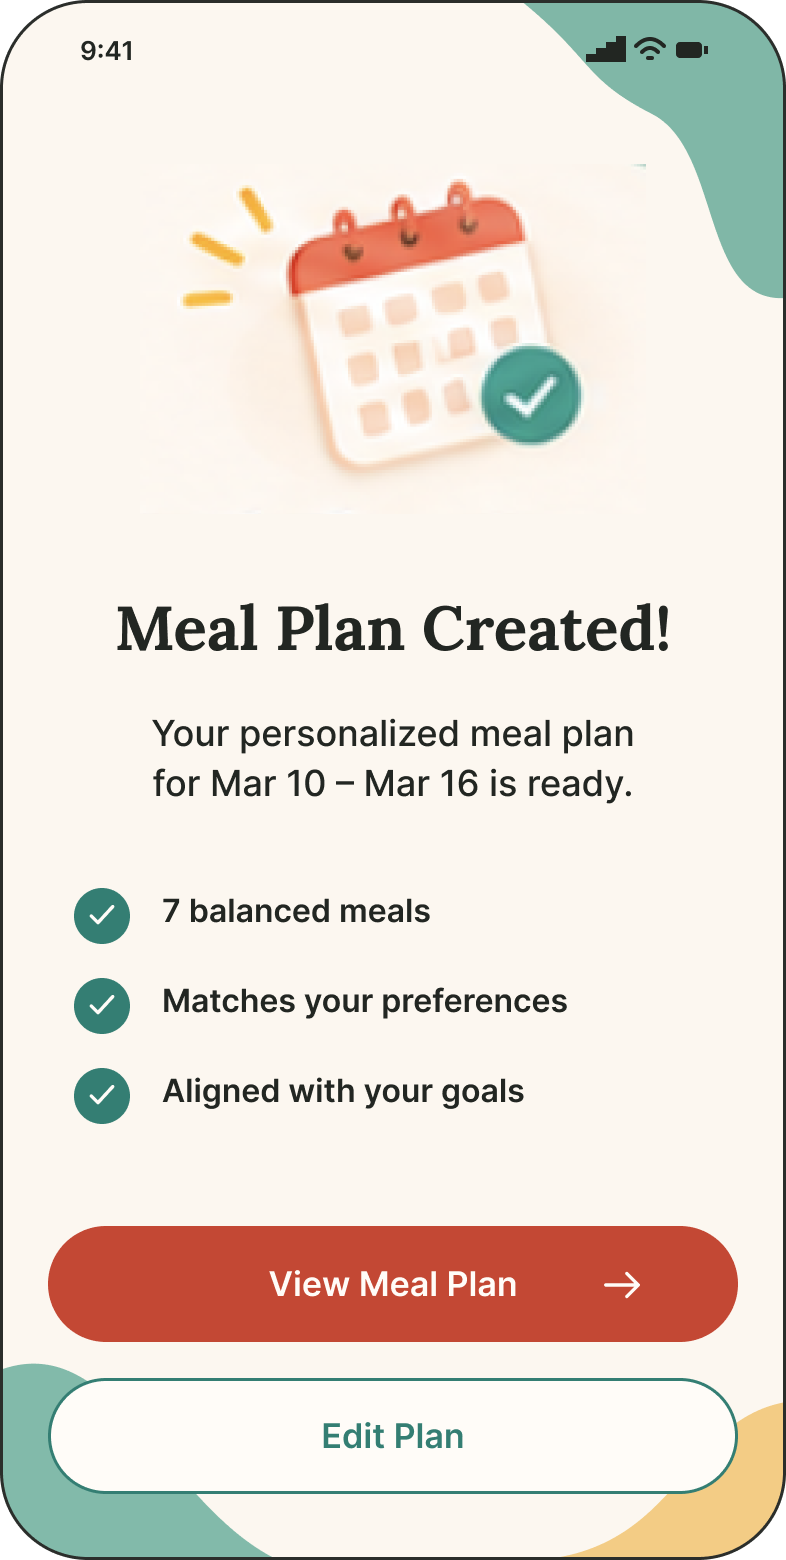 9:41
Meal Plan Created!
Your personalized meal plan
for Mar 10 – Mar 16 is ready.
7 balanced meals
Matches your preferences
Aligned with your goals
View Meal Plan
Edit Plan